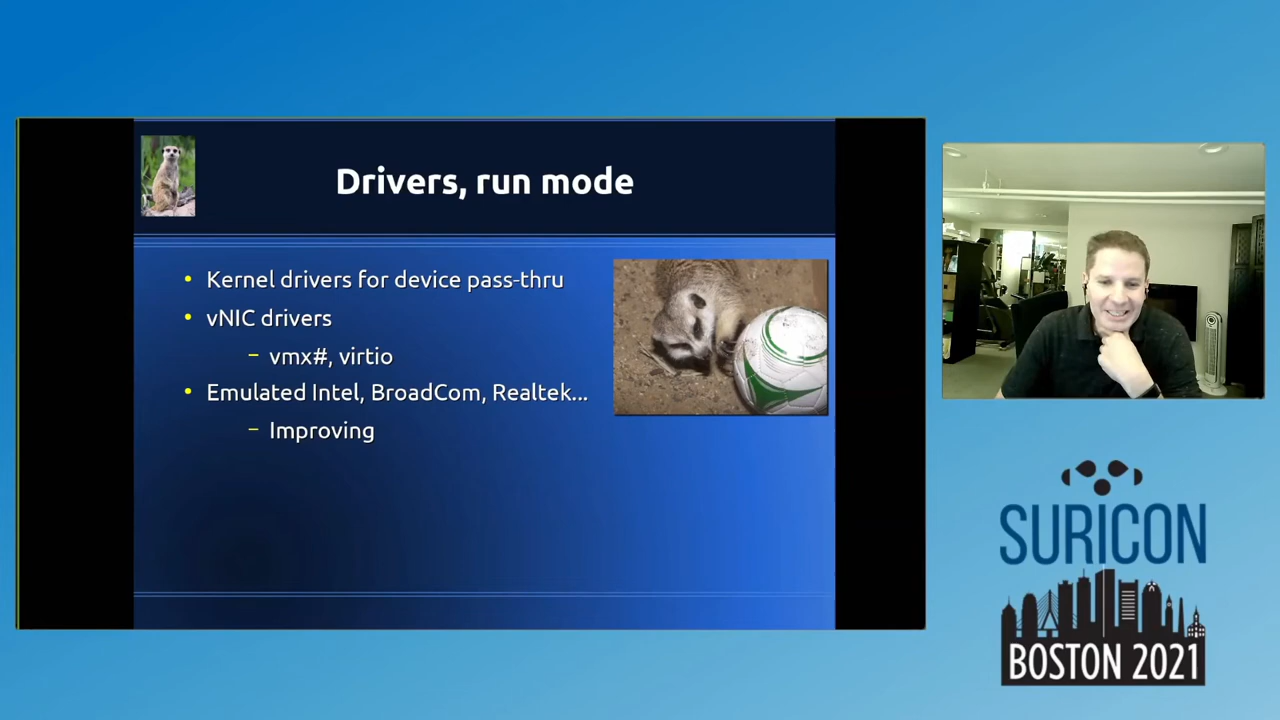 Drivers, run mode
Kernel drivers for device pass-thru
vNIC drivers
vmx#, virtio
Emulated Intel, BroadCom, Realtek...
Improving
SURICON
BOSTON 2021